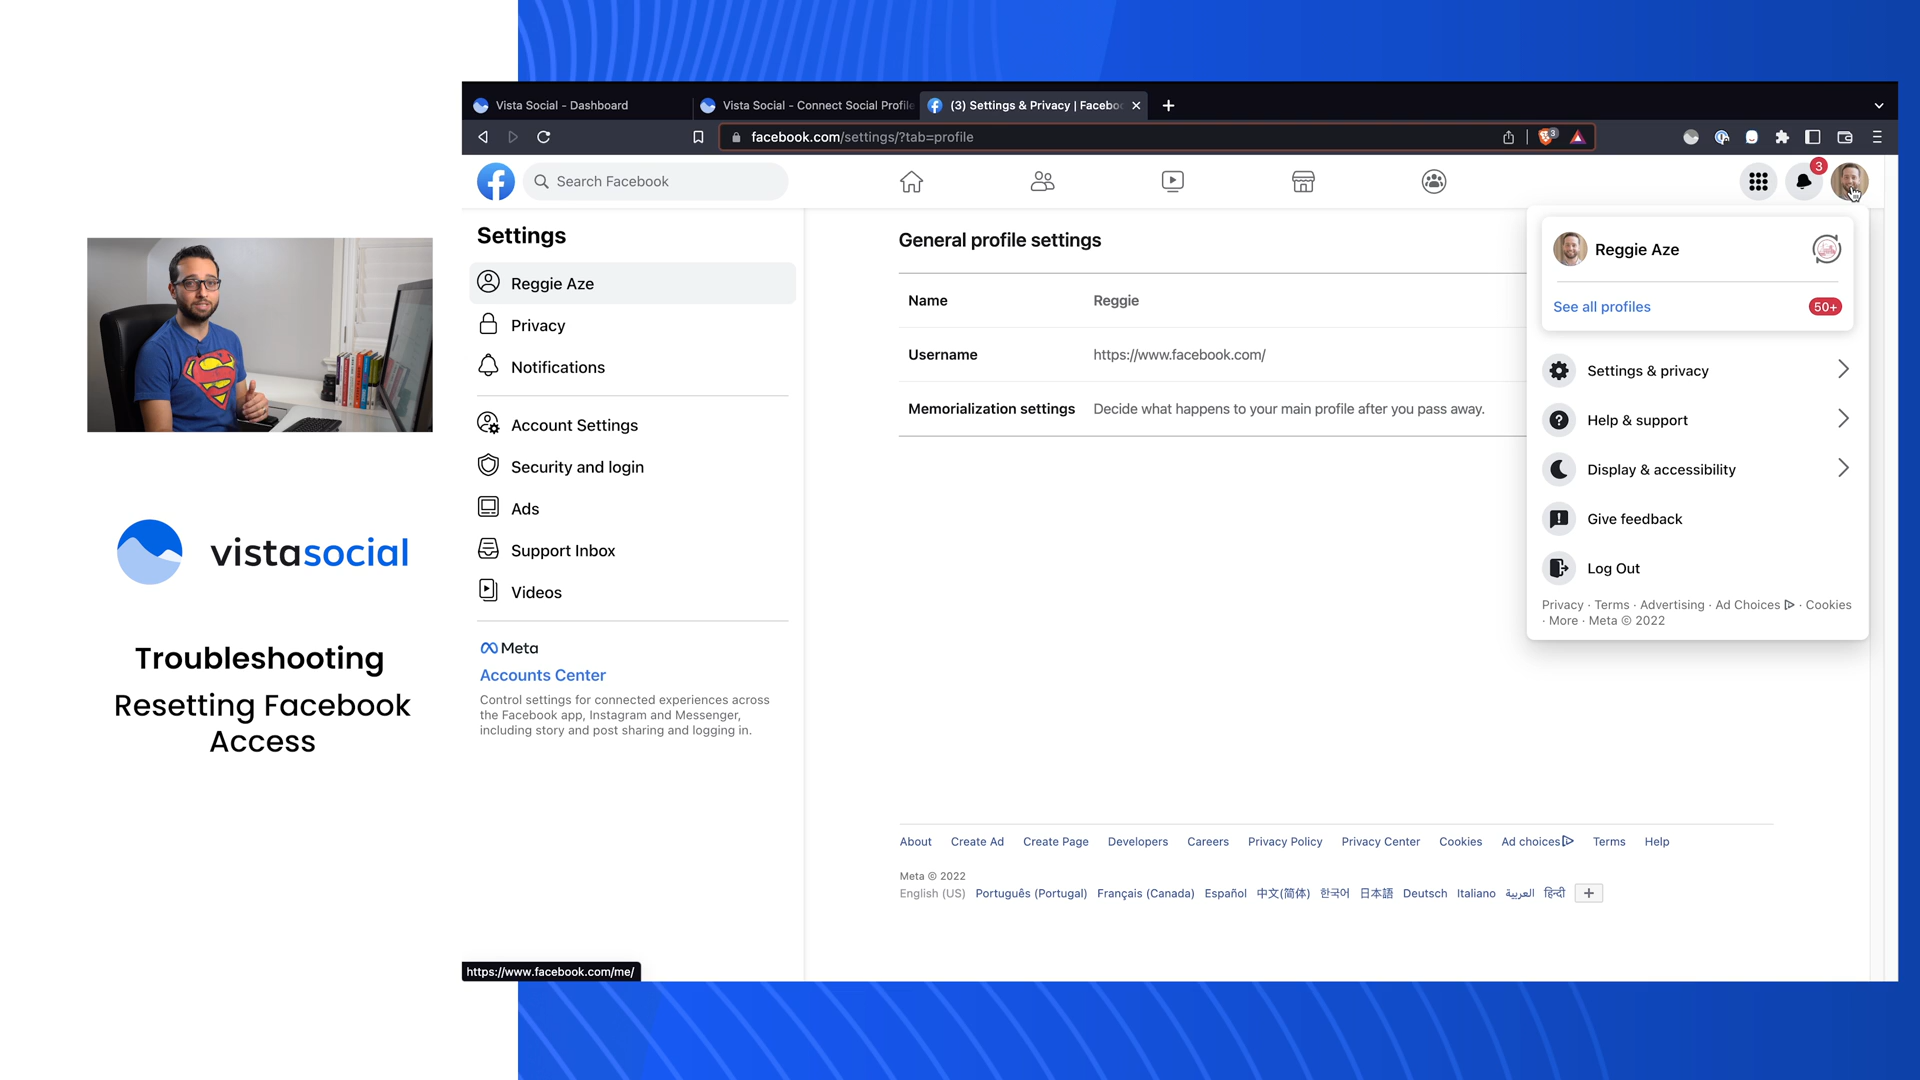 Vista Social - Dashboard
Vista Social - Connect Social Profile
(3) Settings & Privacy | Facebo
facebook.com/settings/?tab=profile
3
Search Facebook
3
Settings
Reggie Aze
Privacy
Notifications
Account Settings
Security and login
Ads
Support Inbox
Videos
Meta
Accounts Center
Control settings for connected experiences across
the Facebook app, Instagram and Messenger,
including story and post sharing and logging in.
General profile settings
Name Reggie
Username https://www.facebook.com/
Memorialization settings Decide what happens to your main profile after you pass away.
Reggie Aze
See all profiles 50+
Settings & privacy
Help & support
Display & accessibility
Give feedback
Log Out
Privacy · Terms · Advertising · Ad Choices · Cookies
· More · Meta © 2022
vistasocial
Troubleshooting
Resetting Facebook
Access
About Create Ad Create Page Developers Careers Privacy Policy Privacy Center Cookies Ad choices Terms Help
Meta © 2022
English (US) Português (Portugal) Français (Canada) Español 中文(简体) 한국어 日本語 Deutsch Italiano العربية हिन्दी +
https://www.facebook.com/me/